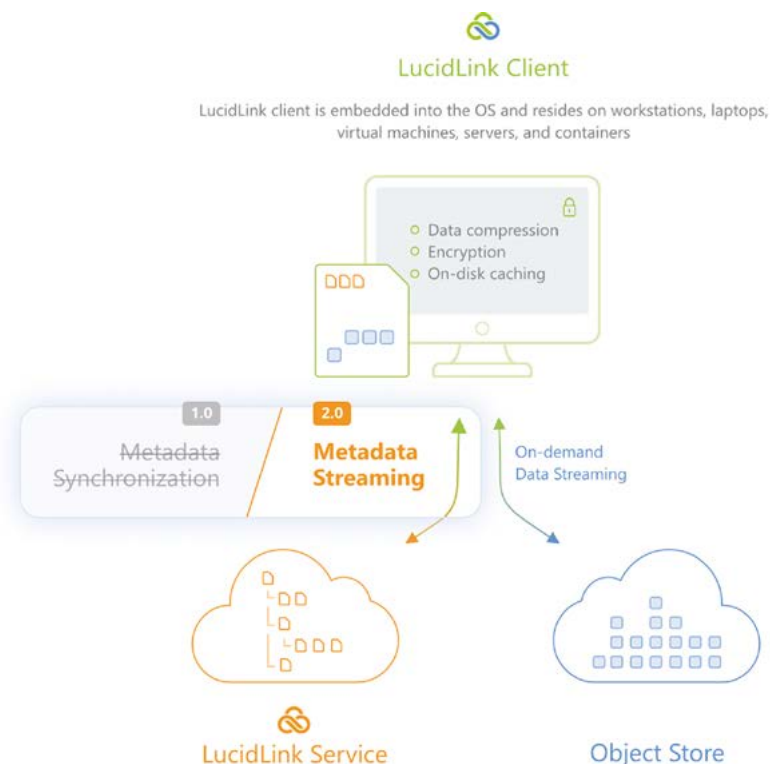 LucidLink Client
LucidLink client is embedded into the OS and resides on workstations, laptops,
virtual machines, servers, and containers
Data compression
Encryption
On-disk caching
1.0
Metadata
Synchronization
2.0
Metadata
Streaming
On-demand
Data Streaming
LucidLink Service
Object Store